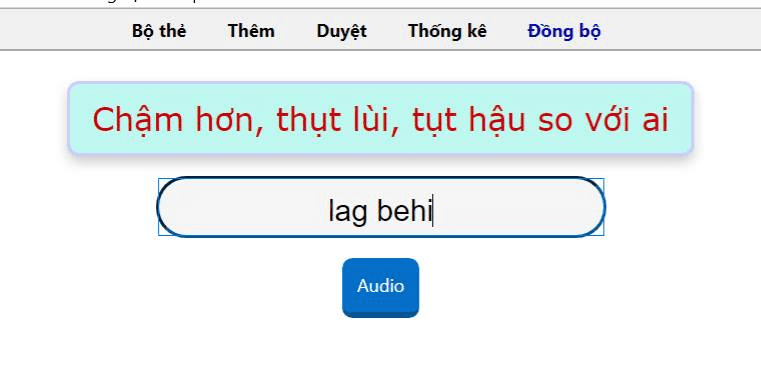 Bộ thẻ Thêm Duyệt Thống kê Đồng bộ
Chậm hơn, thụt lùi, tụt hậu so với ai
lag behi
Audio